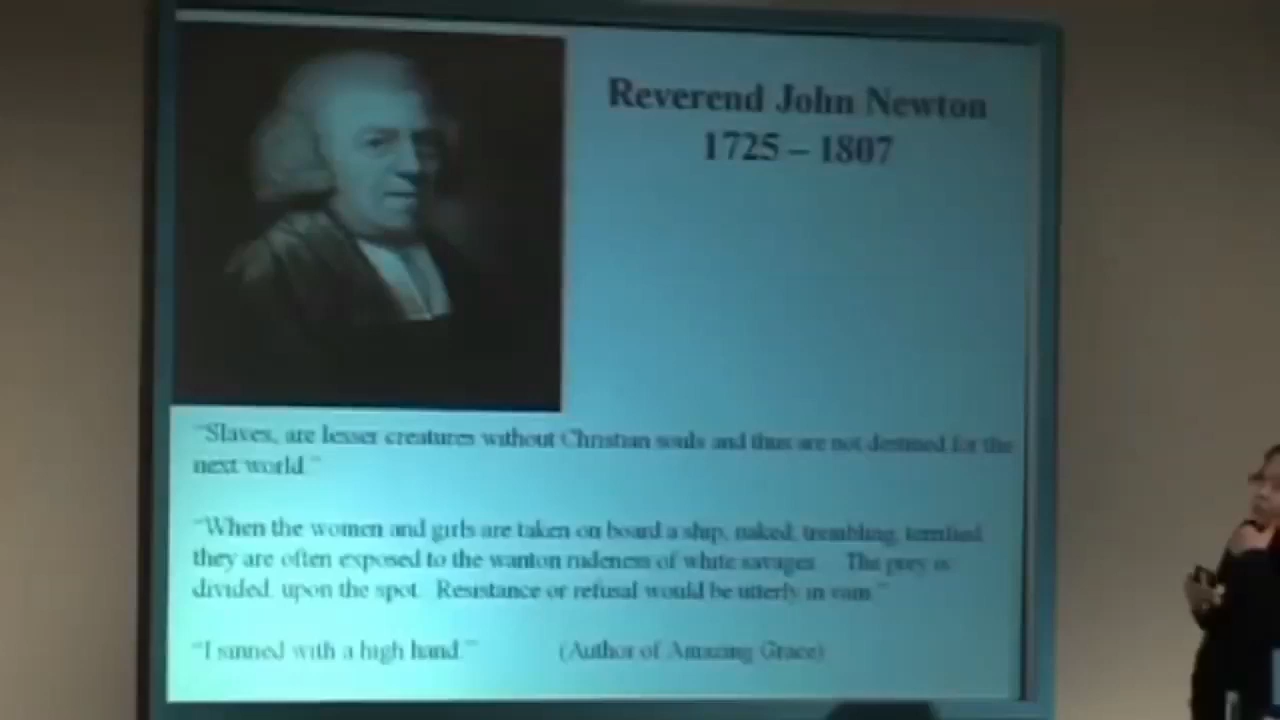 Reverend John Newton
1725 – 1807
"Slaves, are lesser creatures without Christian souls and thus are not destined for the
next world."
"When the women and girls are taken on board a ship, naked, trembling, terrified,
they are often exposed to the wanton rudeness of white savages. The prey is
divided, upon the spot. Resistance or refusal would be utterly in vain."
"I sinned with a high hand." (Author of Amazing Grace)